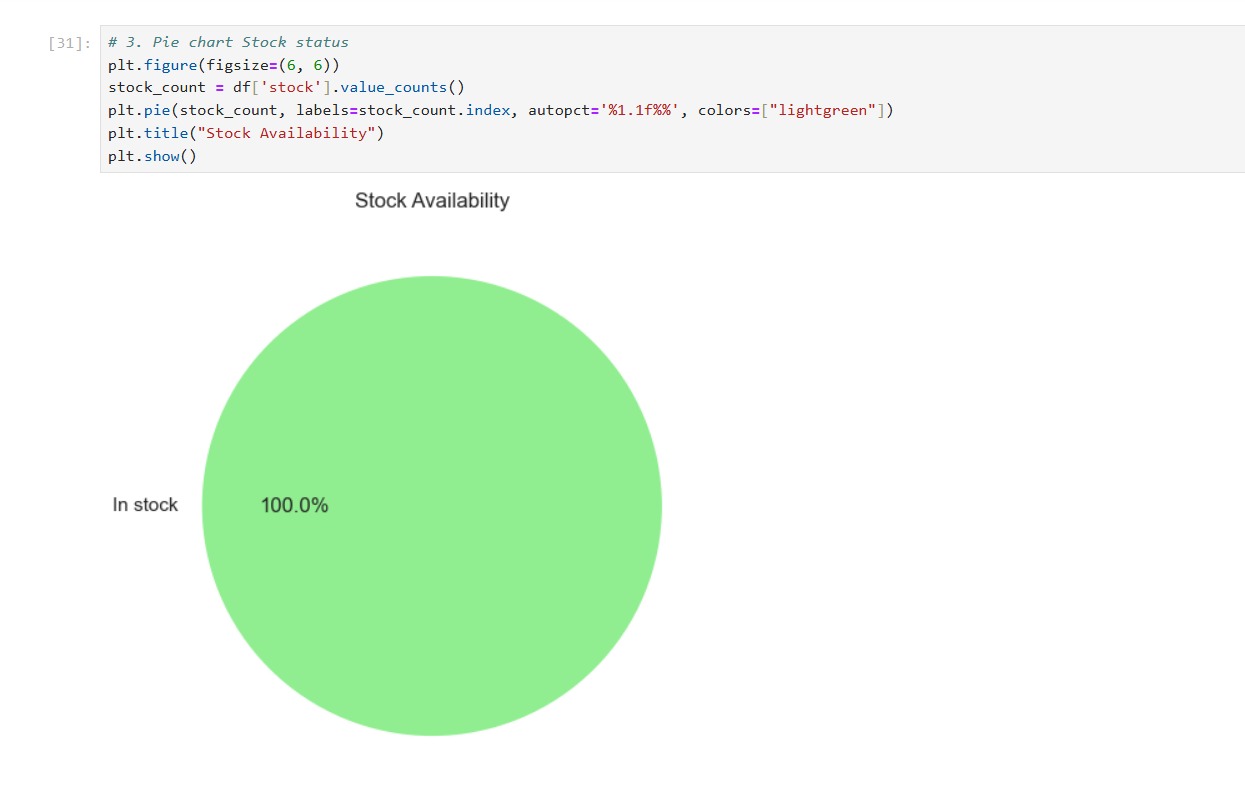 [31]: # 3. Pie chart Stock status
plt.figure(figsize=(6, 6))
stock_count = df['stock'].value_counts()
plt.pie(stock_count, labels=stock_count.index, autopct='%1.1f%%', colors=["lightgreen"])
plt.title("Stock Availability")
plt.show()
Stock Availability
In stock
100.0%